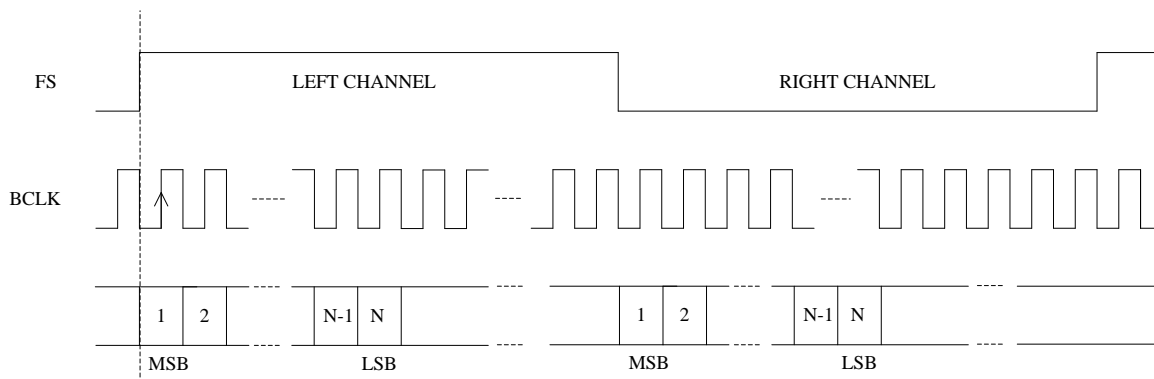 FS
LEFT CHANNEL
RIGHT CHANNEL
BCLK
1 2 N-1 N 1 2 N-1 N
MSB LSB MSB LSB